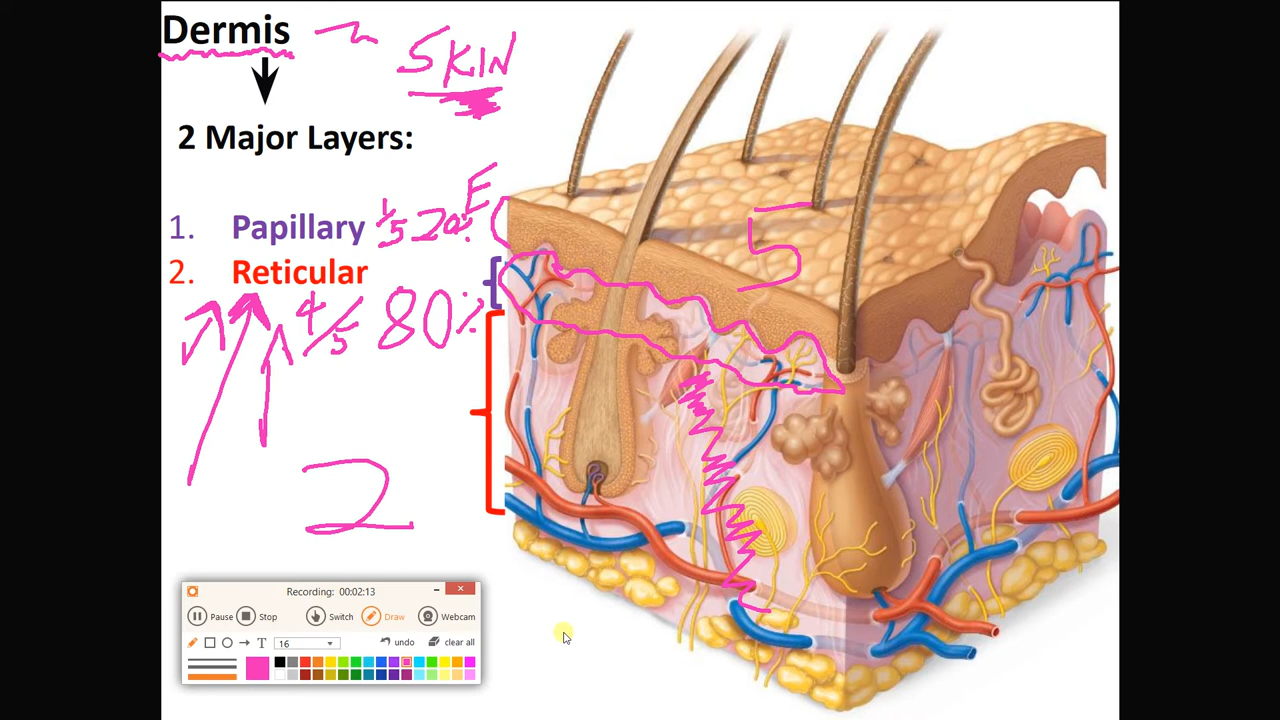 Dermis SKIN
2 Major Layers:
1. Papillary 1/5 20% E
2. Reticular
4/5 80%
5
2
Recording: 00:02:13
Pause Stop Switch Draw Webcam
T 16 undo clear all